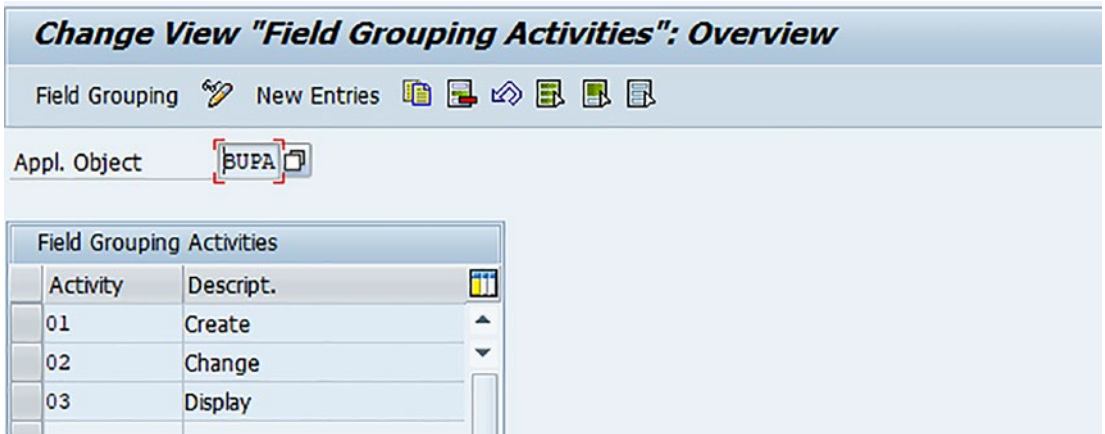 Change View "Field Grouping Activities": Overview
Field Grouping New Entries
Appl. Object BUPA
Field Grouping Activities
Activity Descript.
01 Create
02 Change
03 Display